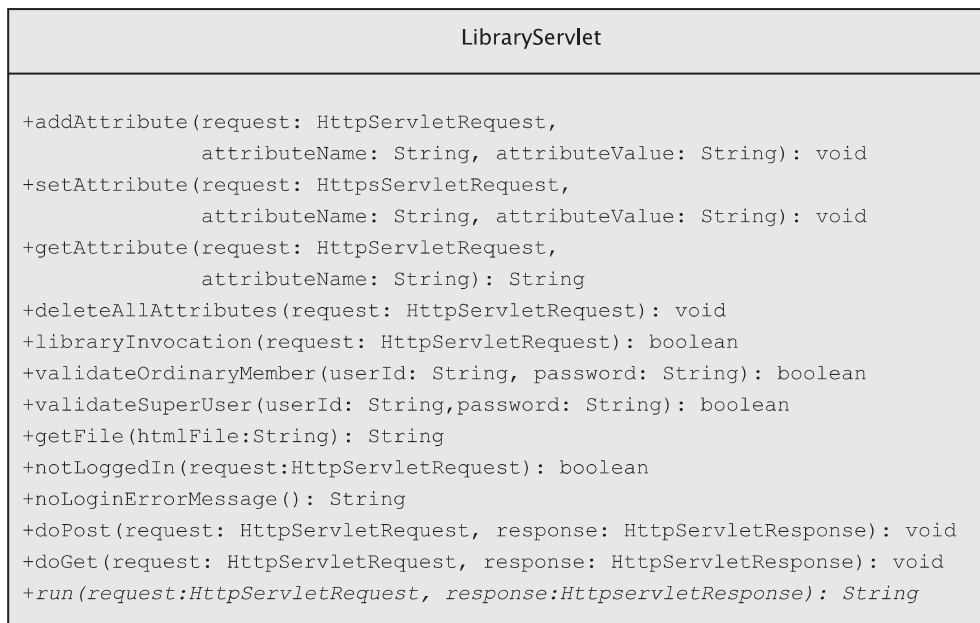 LibraryServlet
+addAttribute(request: HttpServletRequest,
attributeName: String, attributeValue: String): void
+setAttribute(request: HttpsServletRequest,
attributeName: String, attributeValue: String): void
+getAttribute(request: HttpServletRequest,
attributeName: String): String
+deleteAllAttributes(request: HttpServletRequest): void
+libraryInvocation(request: HttpServletRequest): boolean
+validateOrdinaryMember(userId: String, password: String): boolean
+validateSuperUser(userId: String,password: String): boolean
+getFile(htmlFile:String): String
+notLoggedIn(request:HttpServletRequest): boolean
+noLoginErrorMessage(): String
+doPost(request: HttpServletRequest, response: HttpServletResponse): void
+doGet(request: HttpServletRequest, response: HttpServletResponse): void
+run(request:HttpServletRequest, response:HttpservletResponse): String